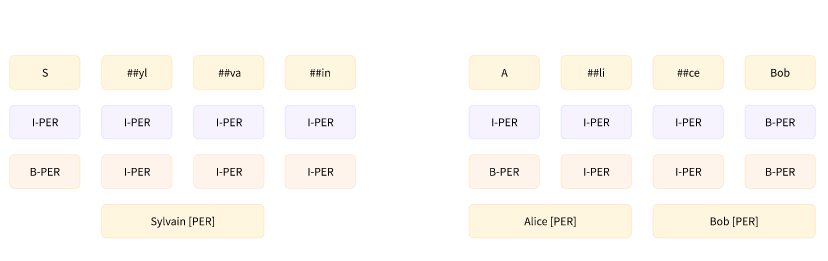 S ##yl ##va ##in A ##li ##ce Bob
I-PER I-PER I-PER I-PER I-PER I-PER I-PER B-PER
B-PER I-PER I-PER I-PER B-PER I-PER I-PER B-PER
Sylvain [PER] Alice [PER] Bob [PER]